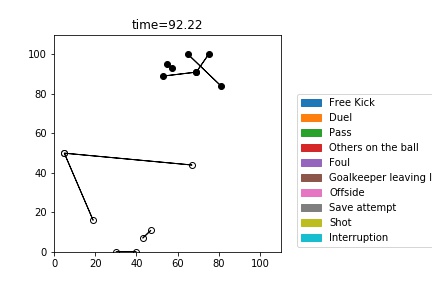 time=92.22
100
80
60
40
20
0
0 20 40 60 80 100
Free Kick
Duel
Pass
Others on the ball
Foul
Goalkeeper leaving l
Offside
Save attempt
Shot
Interruption